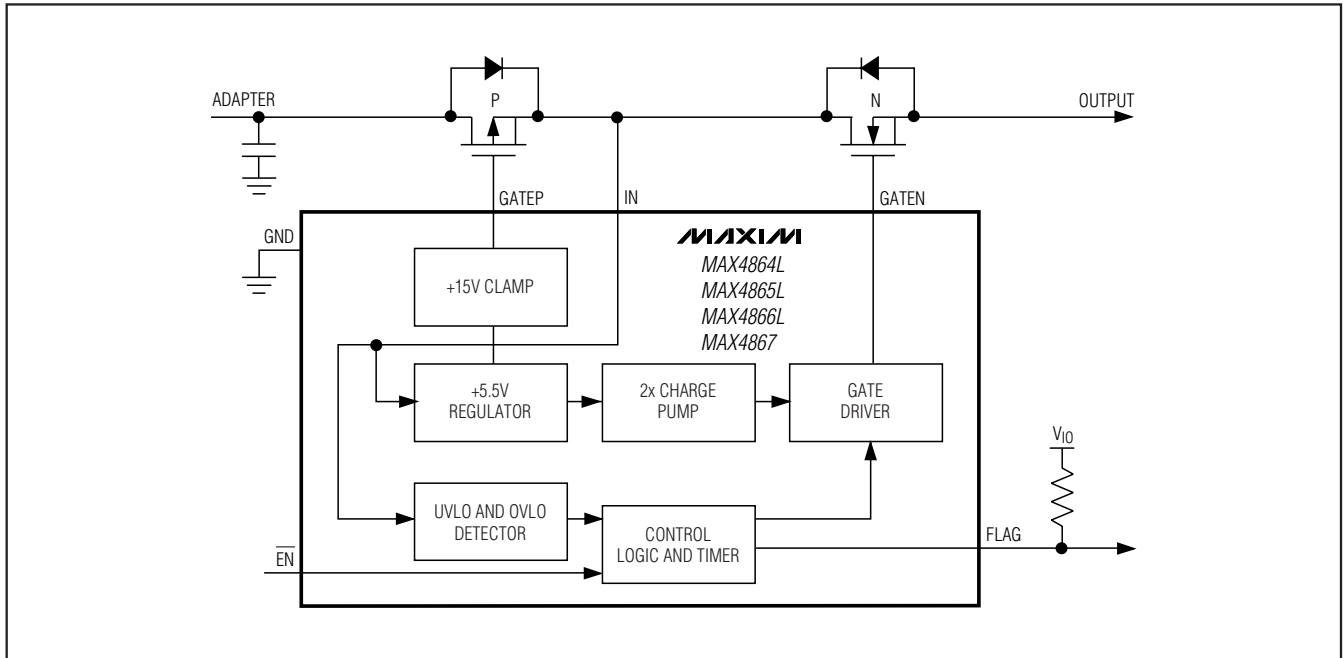 P
N
ADAPTER
OUTPUT
GATEP
IN
GATEN
GND
MAXIM
MAX4864L
MAX4865L
MAX4866L
MAX4867
+15V CLAMP
+5.5V
REGULATOR
2x CHARGE
PUMP
GATE
DRIVER
VIO
UVLO AND OVLO
DETECTOR
CONTROL
LOGIC AND TIMER
FLAG
EN